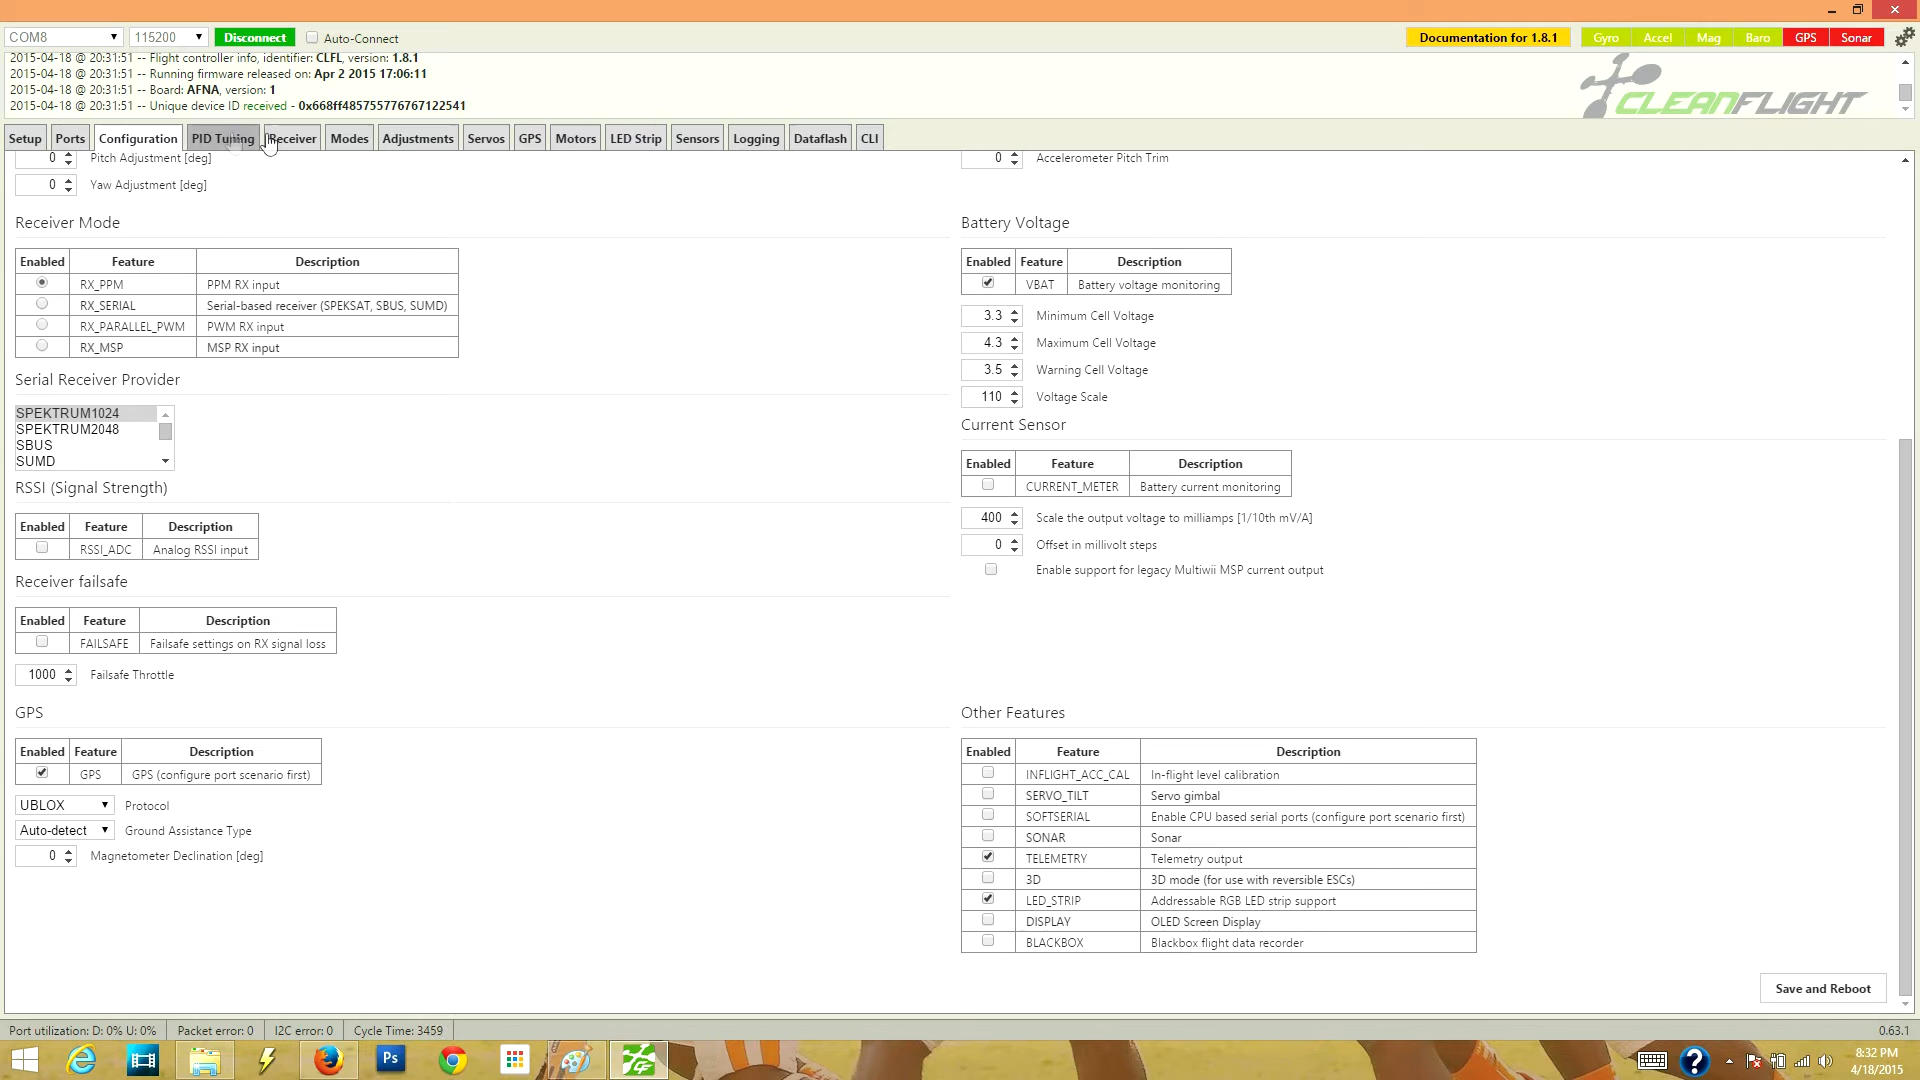 COM8 115200 Disconnect Auto-Connect Documentation for 1.8.1 Gyro Accel Mag Baro GPS Sonar
2015-04-18 @ 20:31:51 -- Flight controller info, identifier: CLFL, version: 1.8.1
2015-04-18 @ 20:31:51 -- Running firmware released on: Apr 2 2015 17:06:11
2015-04-18 @ 20:31:51 -- Board: AFNA, version: 1
2015-04-18 @ 20:31:51 -- Unique device ID received - 0x668ff485755776767122541
CLEANFLIGHT
Setup Ports Configuration PID Tuning Receiver Modes Adjustments Servos GPS Motors LED Strip Sensors Logging Dataflash CLI
0 Pitch Adjustment [deg]
0 Yaw Adjustment [deg]
0 Accelerometer Pitch Trim
Receiver Mode
Enabled Feature Description
RX_PPM PPM RX input
RX_SERIAL Serial-based receiver (SPEKSAT, SBUS, SUMD)
RX_PARALLEL_PWM PWM RX input
RX_MSP MSP RX input
Serial Receiver Provider
SPEKTRUM1024
SPEKTRUM2048
SBUS
SUMD
RSSI (Signal Strength)
Enabled Feature Description
RSSI_ADC Analog RSSI input
Receiver failsafe
Enabled Feature Description
FAILSAFE Failsafe settings on RX signal loss
1000 Failsafe Throttle
GPS
Enabled Feature Description
GPS GPS (configure port scenario first)
UBLOX Protocol
Auto-detect Ground Assistance Type
0 Magnetometer Declination [deg]
Battery Voltage
Enabled Feature Description
VBAT Battery voltage monitoring
3.3 Minimum Cell Voltage
4.3 Maximum Cell Voltage
3.5 Warning Cell Voltage
110 Voltage Scale
Current Sensor
Enabled Feature Description
CURRENT_METER Battery current monitoring
400 Scale the output voltage to milliamps [1/10th mV/A]
0 Offset in millivolt steps
Enable support for legacy Multiwii MSP current output
Other Features
Enabled Feature Description
INFLIGHT_ACC_CAL In-flight level calibration
SERVO_TILT Servo gimbal
SOFTSERIAL Enable CPU based serial ports (configure port scenario first)
SONAR Sonar
TELEMETRY Telemetry output
3D 3D mode (for use with reversible ESCs)
LED_STRIP Addressable RGB LED strip support
DISPLAY OLED Screen Display
BLACKBOX Blackbox flight data recorder
Save and Reboot
Port utilization: D: 0% U: 0% Packet error: 0 I2C error: 0 Cycle Time: 3459 0.63.1
Ps
8:32 PM
4/18/2015